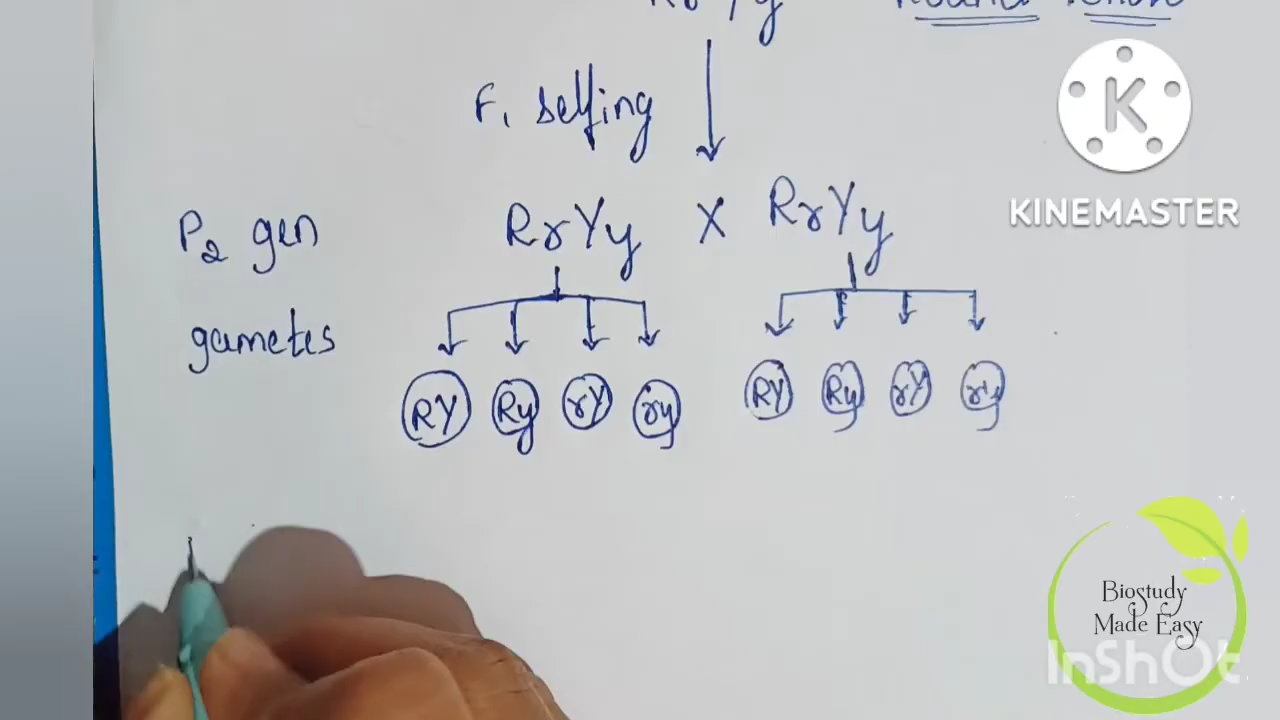 F₁ selfing
KINEMASTER
P₂ gen RrYy X RrYy
gametes
RY Ry rY ry RY Ry rY ry
Biostudy
Made Easy
InShOt